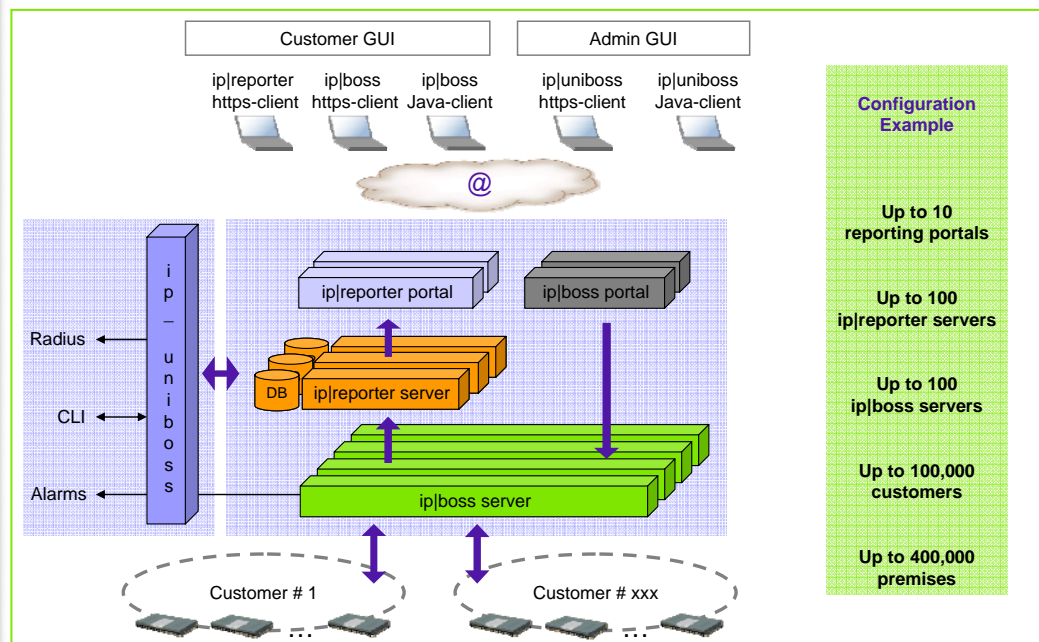 Customer GUI
Admin GUI
ip|reporter
https-client
ip|boss
https-client
ip|boss
Java-client
ip|uniboss
https-client
ip|uniboss
Java-client
@
ip_uniboss
Radius
CLI
Alarms
ip|reporter portal
ip|boss portal
DB
ip|reporter server
ip|boss server
Customer # 1
...
Customer # xxx
...
Configuration
Example
Up to 10
reporting portals
Up to 100
ip|reporter servers
Up to 100
ip|boss servers
Up to 100,000
customers
Up to 400,000
premises